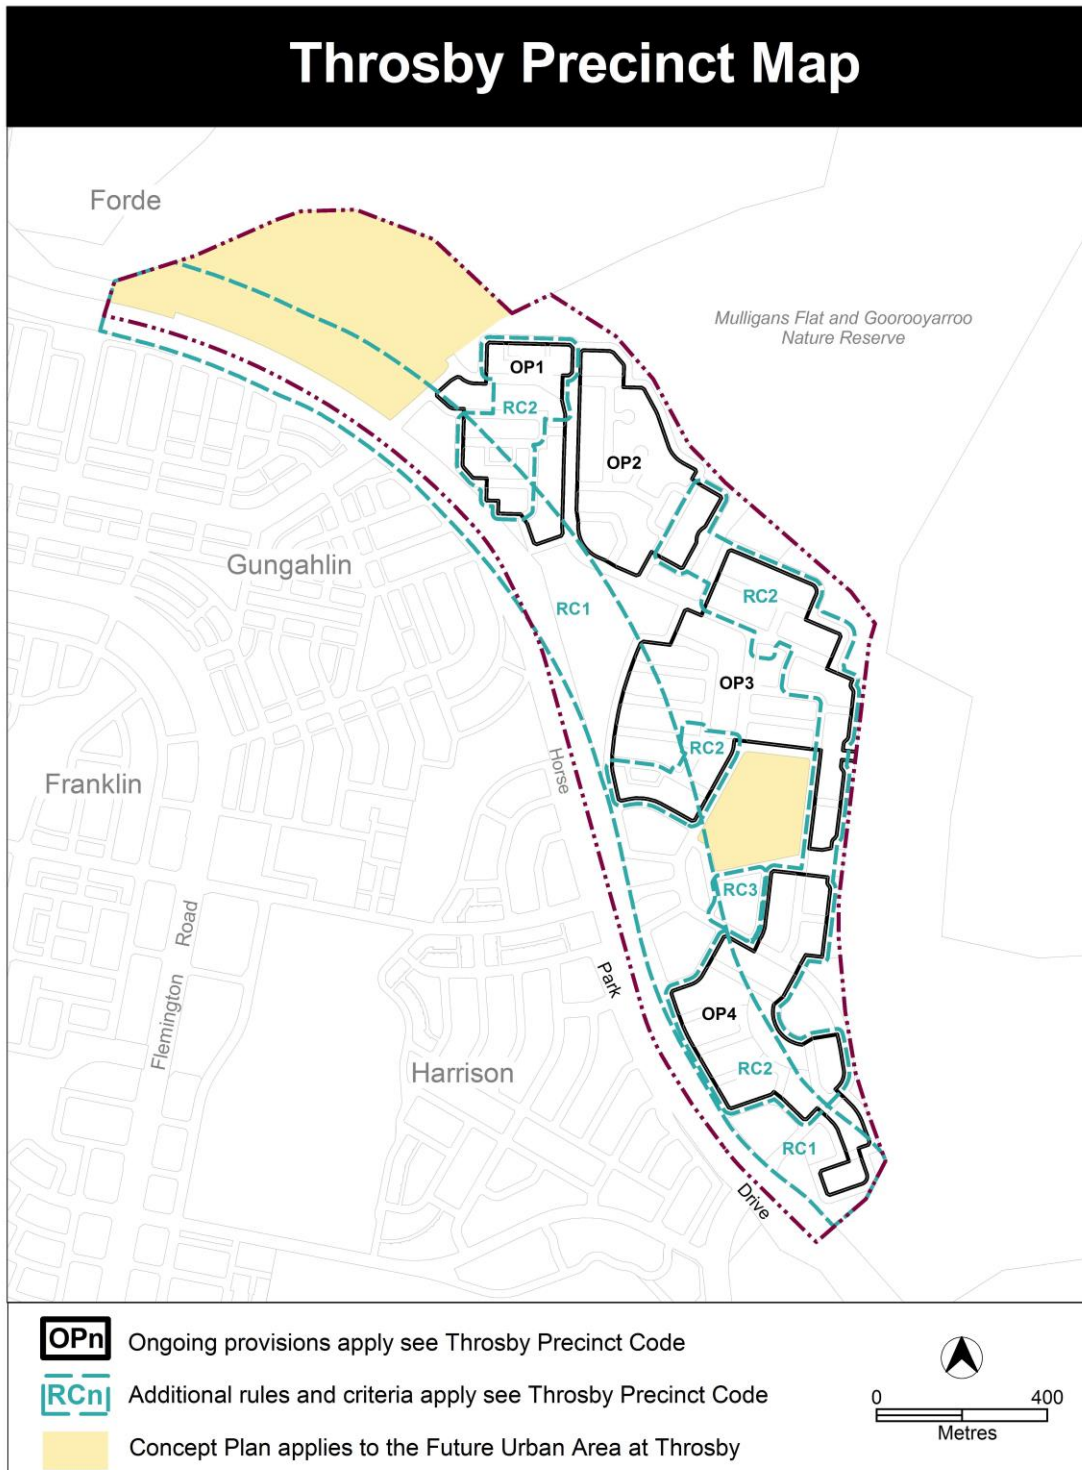 Throsby Precinct Map
Forde
Mulligans Flat and Goorooyarroo
Nature Reserve
OP1
RC2
OP2
Gungahlin
RC1
RC2
OP3
RC2
Horse
Franklin
RC3
Flemington Road
Park
OP4
Harrison
RC2
RC1
Drive
OPn Ongoing provisions apply see Throsby Precinct Code
RCn Additional rules and criteria apply see Throsby Precinct Code
Concept Plan applies to the Future Urban Area at Throsby
0 400
Metres